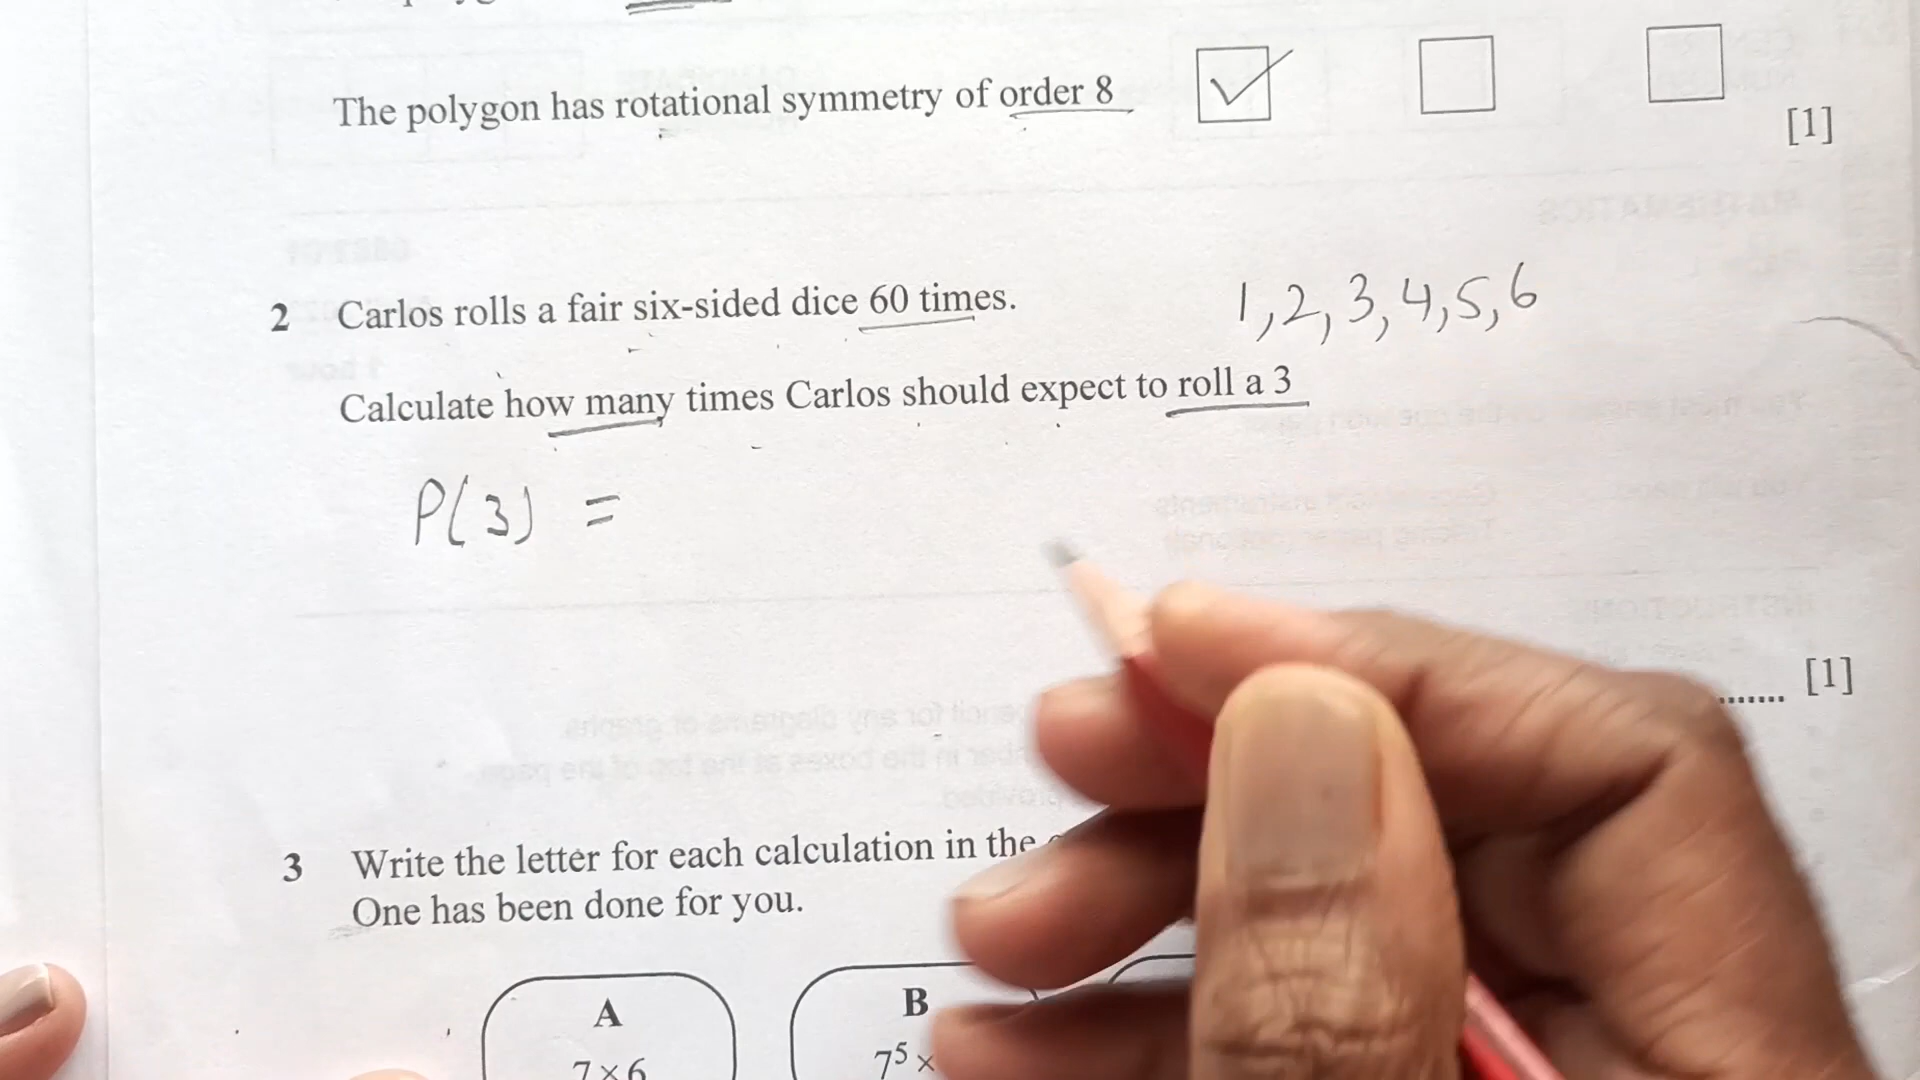 The polygon has rotational symmetry of order 8
[1]
2 Carlos rolls a fair six-sided dice 60 times.
1, 2, 3, 4, 5, 6
Calculate how many times Carlos should expect to roll a 3
P(3) =
....... [1]
3 Write the letter for each calculation in the
One has been done for you.
A
B
7 × 6
7⁵ ×